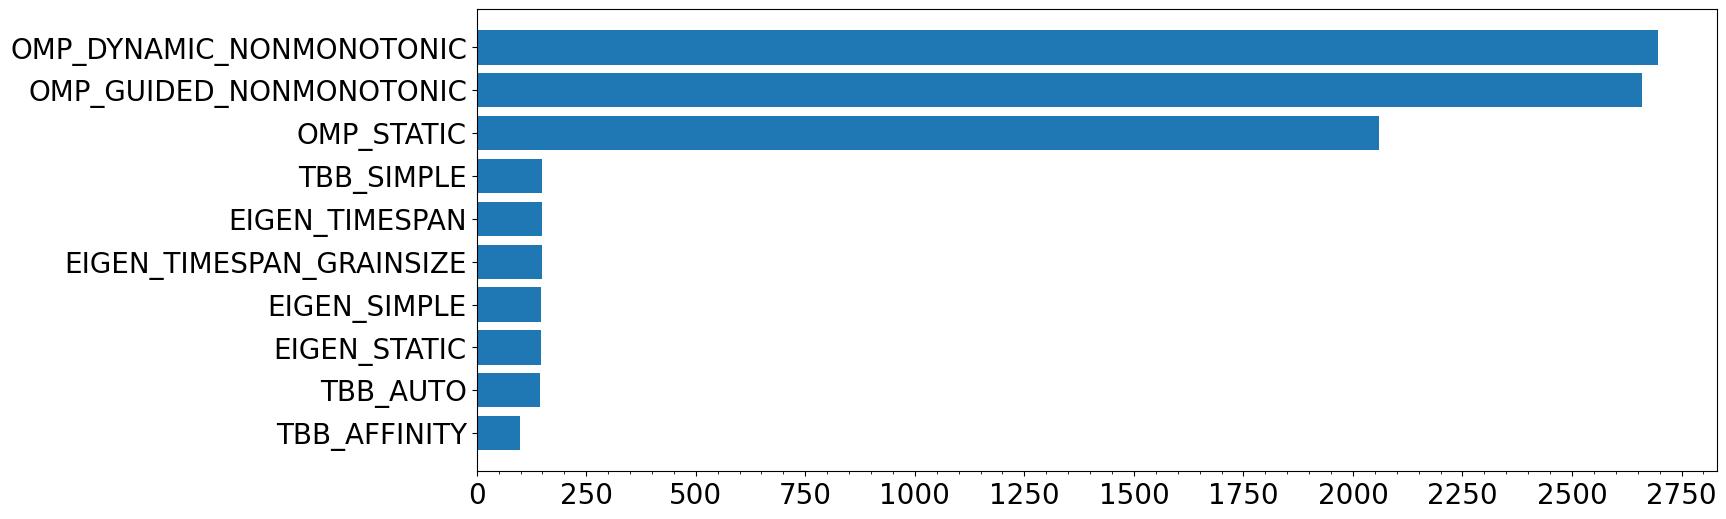 OMP_DYNAMIC_NONMONOTONIC
OMP_GUIDED_NONMONOTONIC
OMP_STATIC
TBB_SIMPLE
EIGEN_TIMESPAN
EIGEN_TIMESPAN_GRAINSIZE
EIGEN_SIMPLE
EIGEN_STATIC
TBB_AUTO
TBB_AFFINITY
0 250 500 750 1000 1250 1500 1750 2000 2250 2500 2750